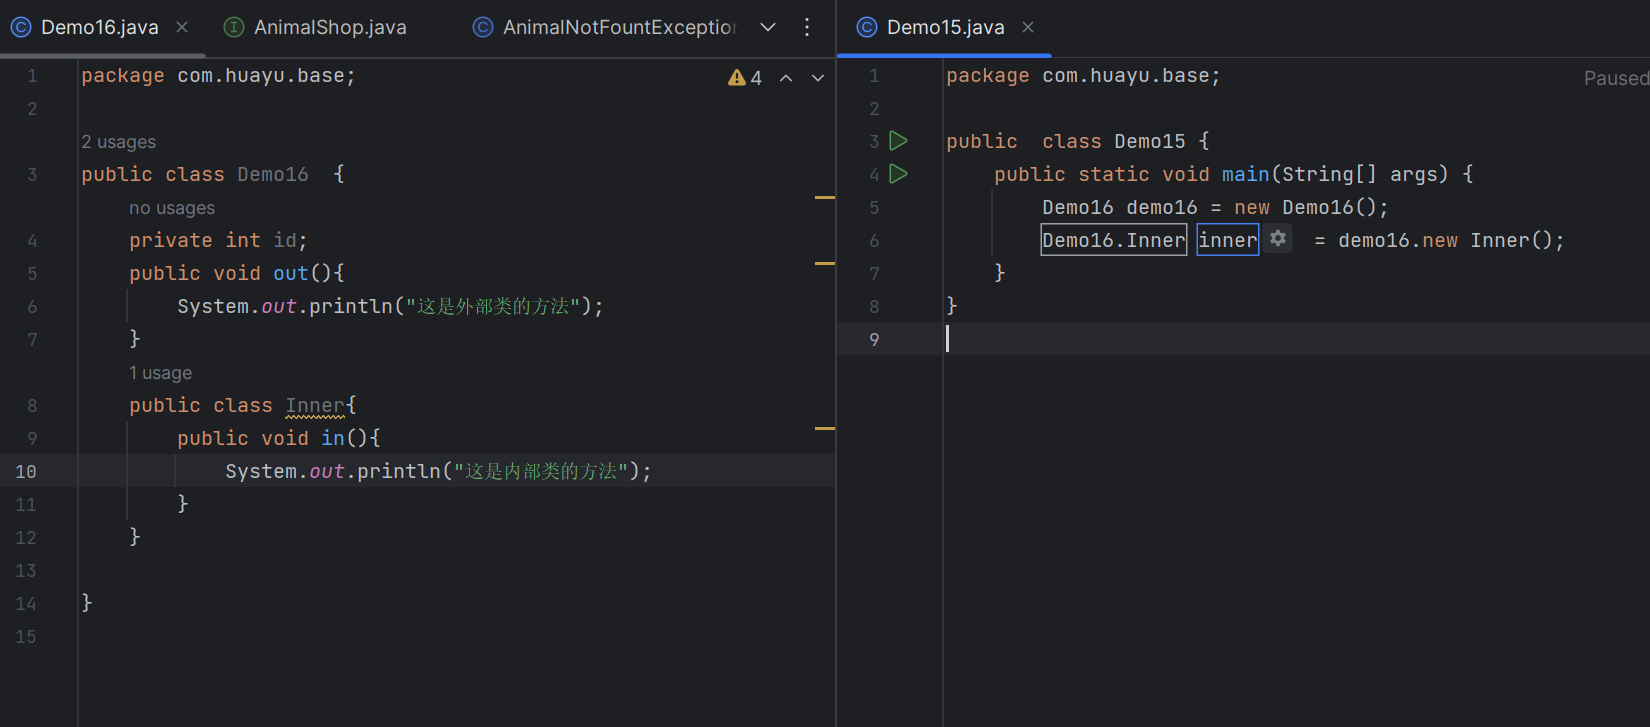 Demo16.java
AnimalShop.java
AnimalNotFountException
Demo15.java
1 package com.huayu.base; 4
2
2 usages
3 public class Demo16  {
no usages
4     private int id;
5     public void out(){
6         System.out.println("这是外部类的方法");
7     }
1 usage
8     public class Inner{
9         public void in(){
10             System.out.println("这是内部类的方法");
11         }
12     }
13
14 }
15
1 package com.huayu.base; Paused
2
3 public  class Demo15 {
4     public static void main(String[] args) {
5         Demo16 demo16 = new Demo16();
6         Demo16.Inner inner  = demo16.new Inner();
7     }
8 }
9